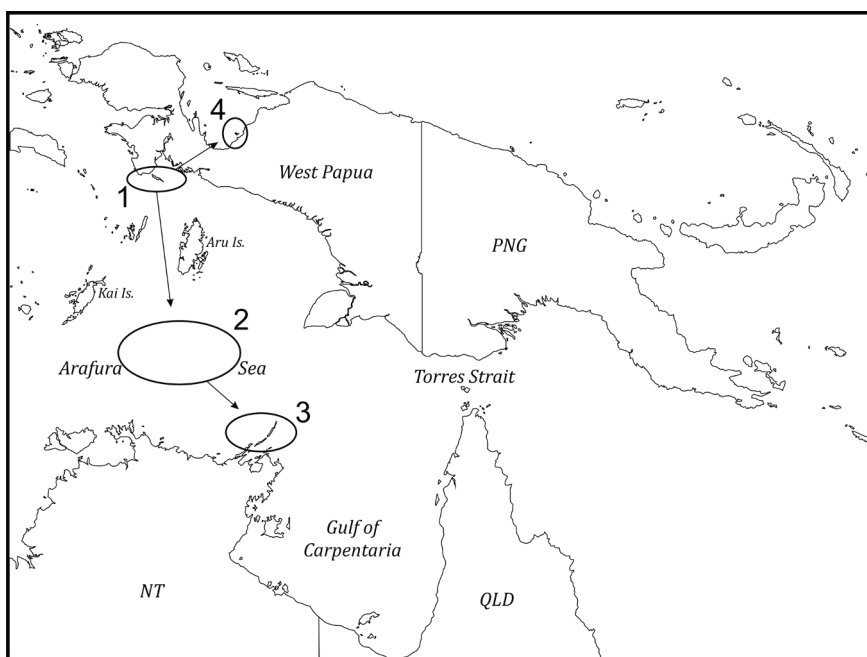 4
West Papua
1
Aru Is.
PNG
Kai Is.
2
Arafura
Sea
Torres Strait
3
Gulf of
Carpentaria
NT
QLD